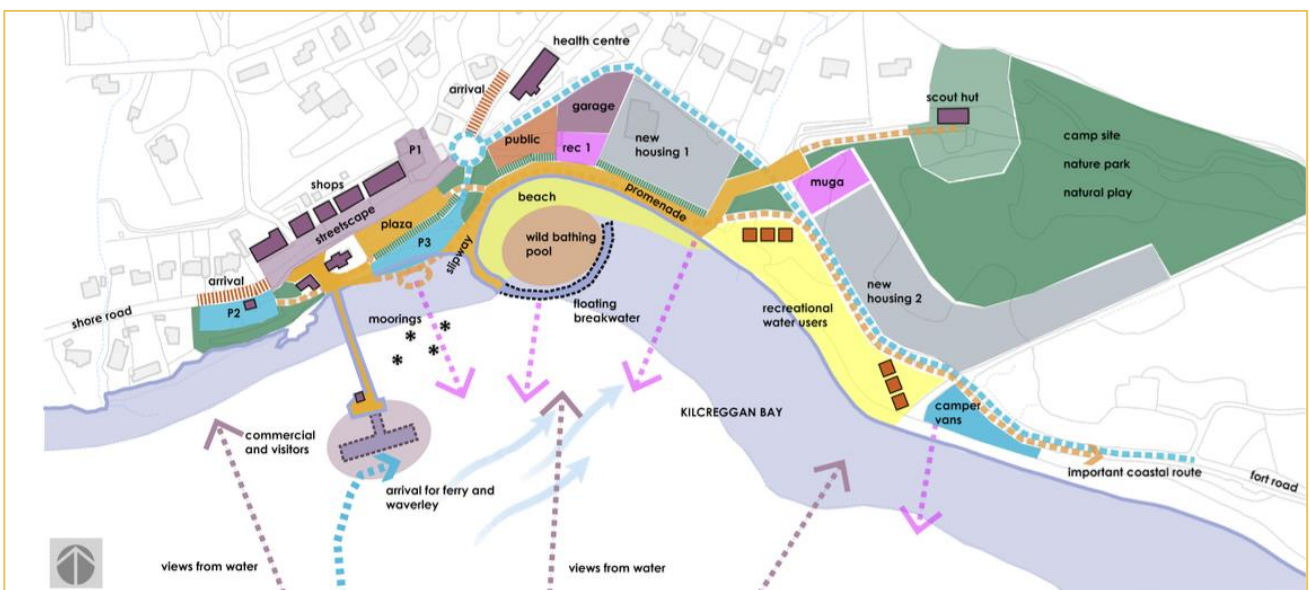 health centre
arrival
garage
scout hut
public
rec 1
new
housing 1
camp site
nature park
natural play
P1
shops
muga
streetscape
plaza
beach
promenade
P3
slipway
wild bathing
pool
arrival
P2
shore road
floating
breakwater
moorings
recreational
water users
new
housing 2
KILCREGGAN BAY
camper
vans
commercial
and visitors
important coastal route
fort road
arrival for ferry and
waverley
views from water
views from water